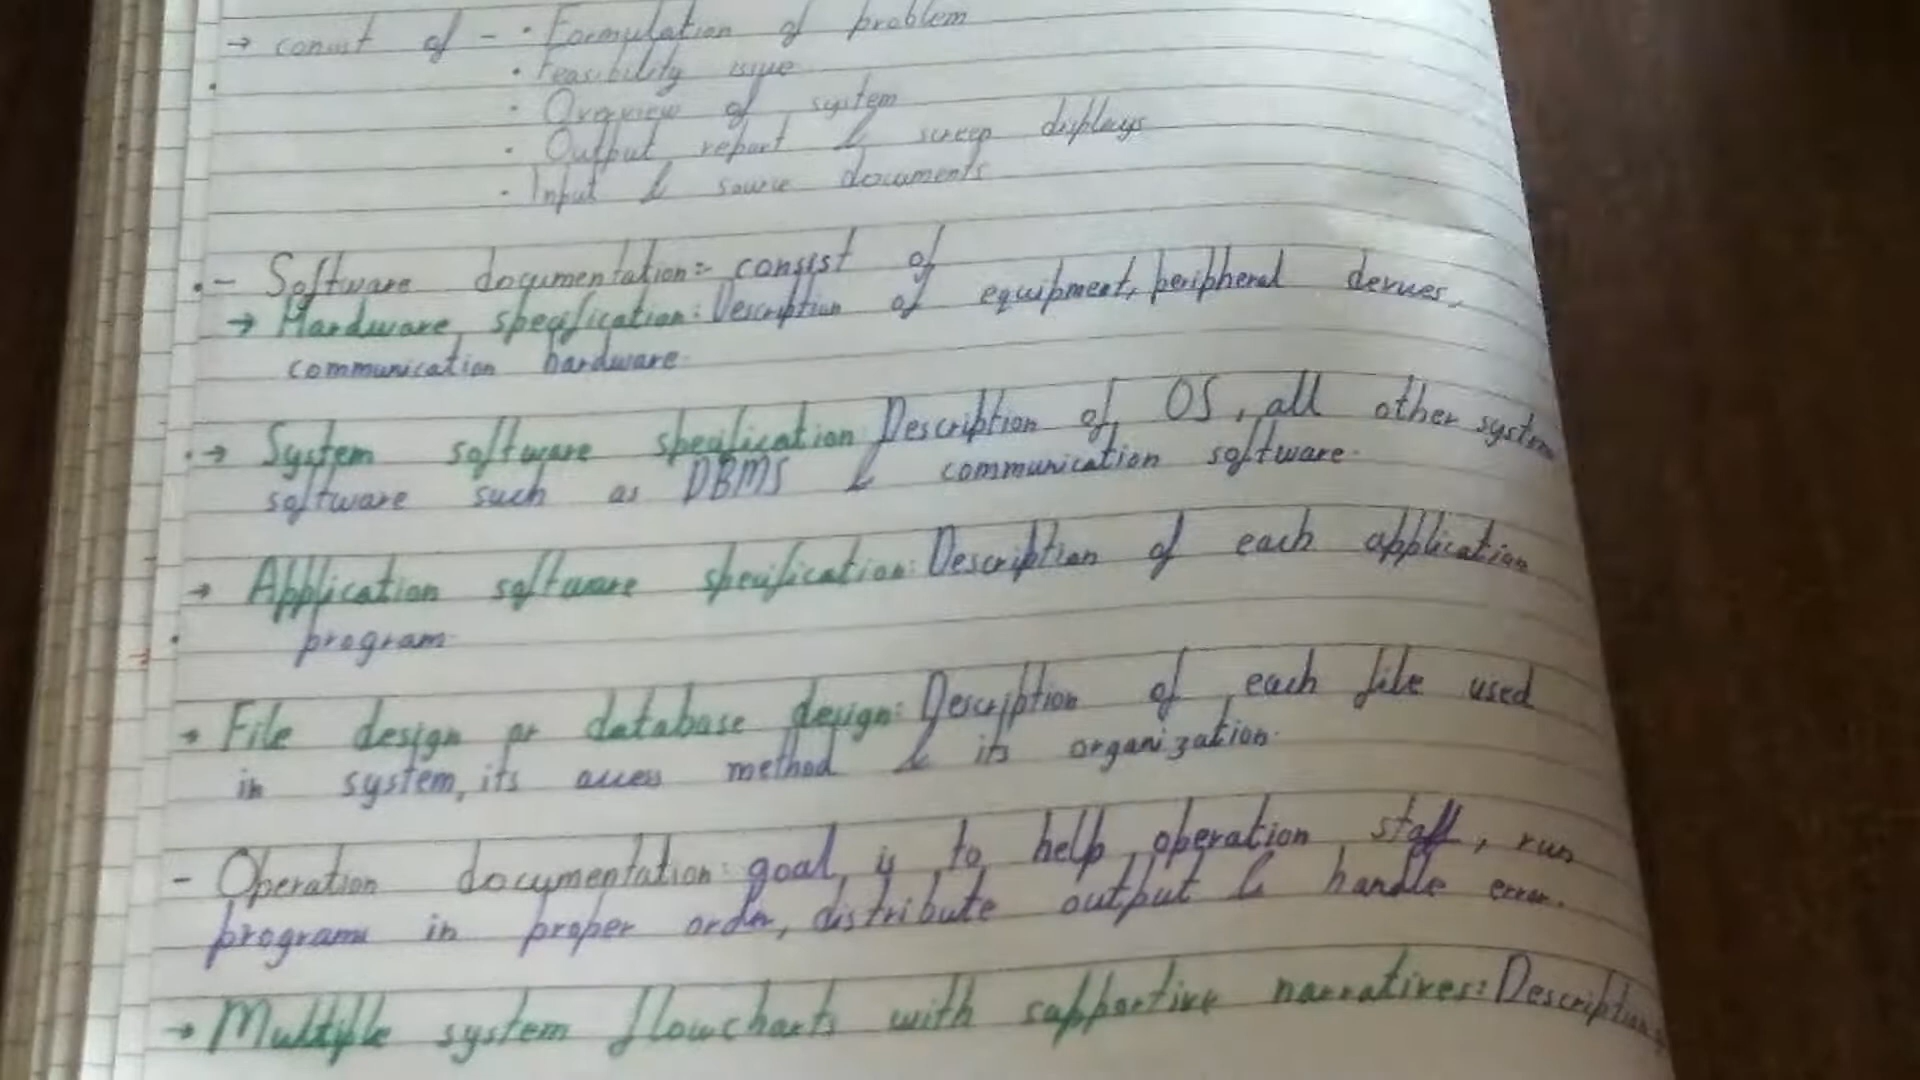 → consist of - • Formulation of problem
• Feasibility issue
• Overview of system
• Output report & screen displays
• Input & source documents
- Software documentation:- consist of
→ Hardware specification: Description of equipment, peripheral devices,
communication hardware.
→ System software specification Description of OS, all other system
software such as DBMS & communication software.
→ Application software specification: Description of each application
program
→ File design or database design: Description of each file used
in system, its access method & its organization.
- Operation documentation: goal is to help operation staff, run
programs in proper order, distribute output & handle error.
→ Multiple system flowcharts with supportive narratives: Description